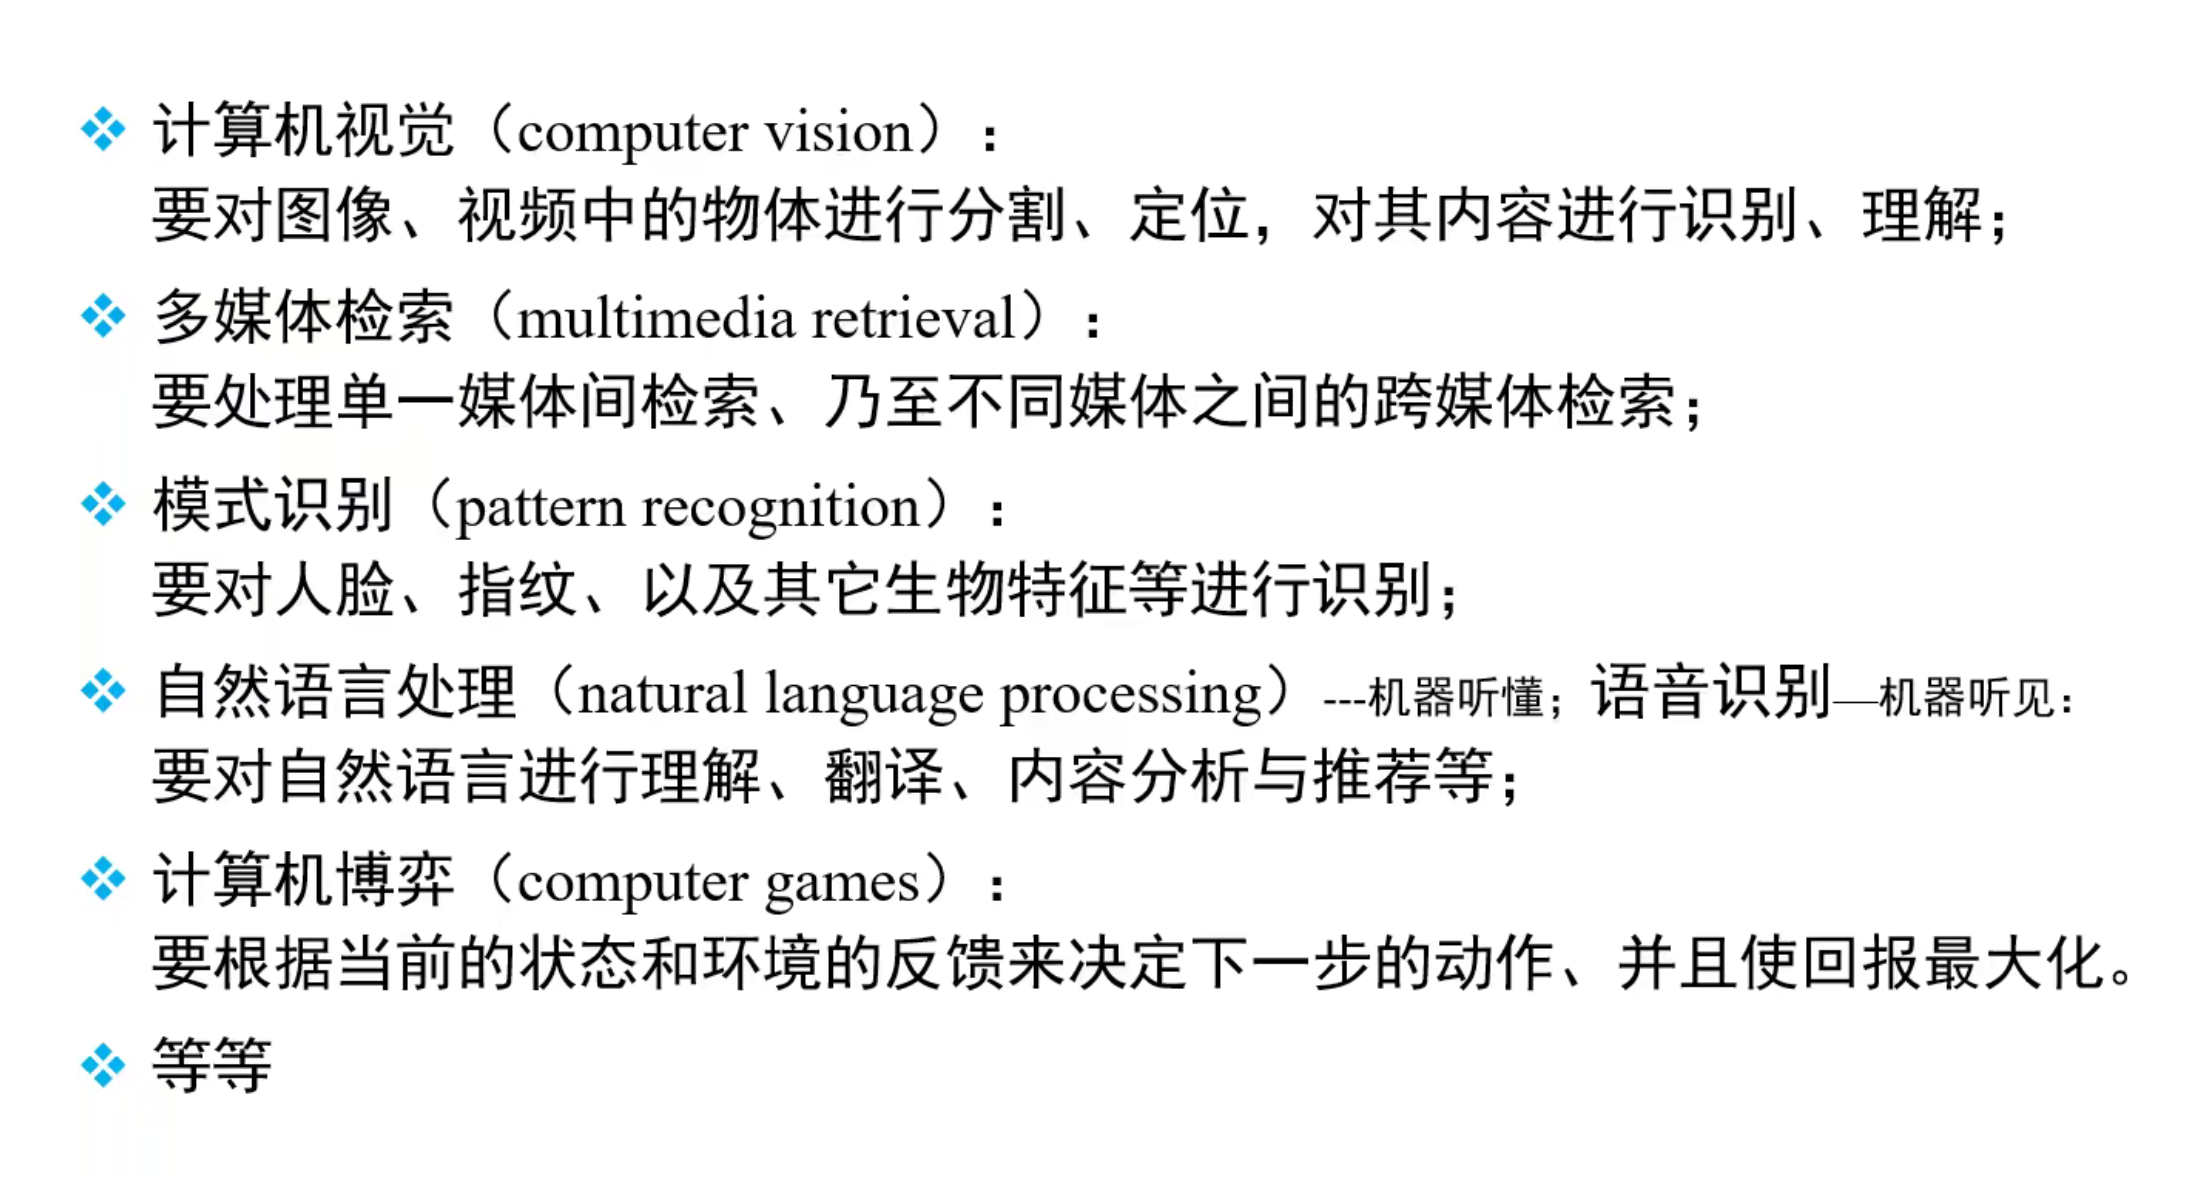 计算机视觉（computer vision）：
要对图像、视频中的物体进行分割、定位，对其内容进行识别、理解；
多媒体检索（multimedia retrieval）：
要处理单一媒体间检索、乃至不同媒体之间的跨媒体检索；
模式识别（pattern recognition）：
要对人脸、指纹、以及其它生物特征等进行识别；
自然语言处理（natural language processing）---机器听懂；语音识别—机器听见：
要对自然语言进行理解、翻译、内容分析与推荐等；
计算机博弈（computer games）：
要根据当前的状态和环境的反馈来决定下一步的动作、并且使回报最大化。
等等